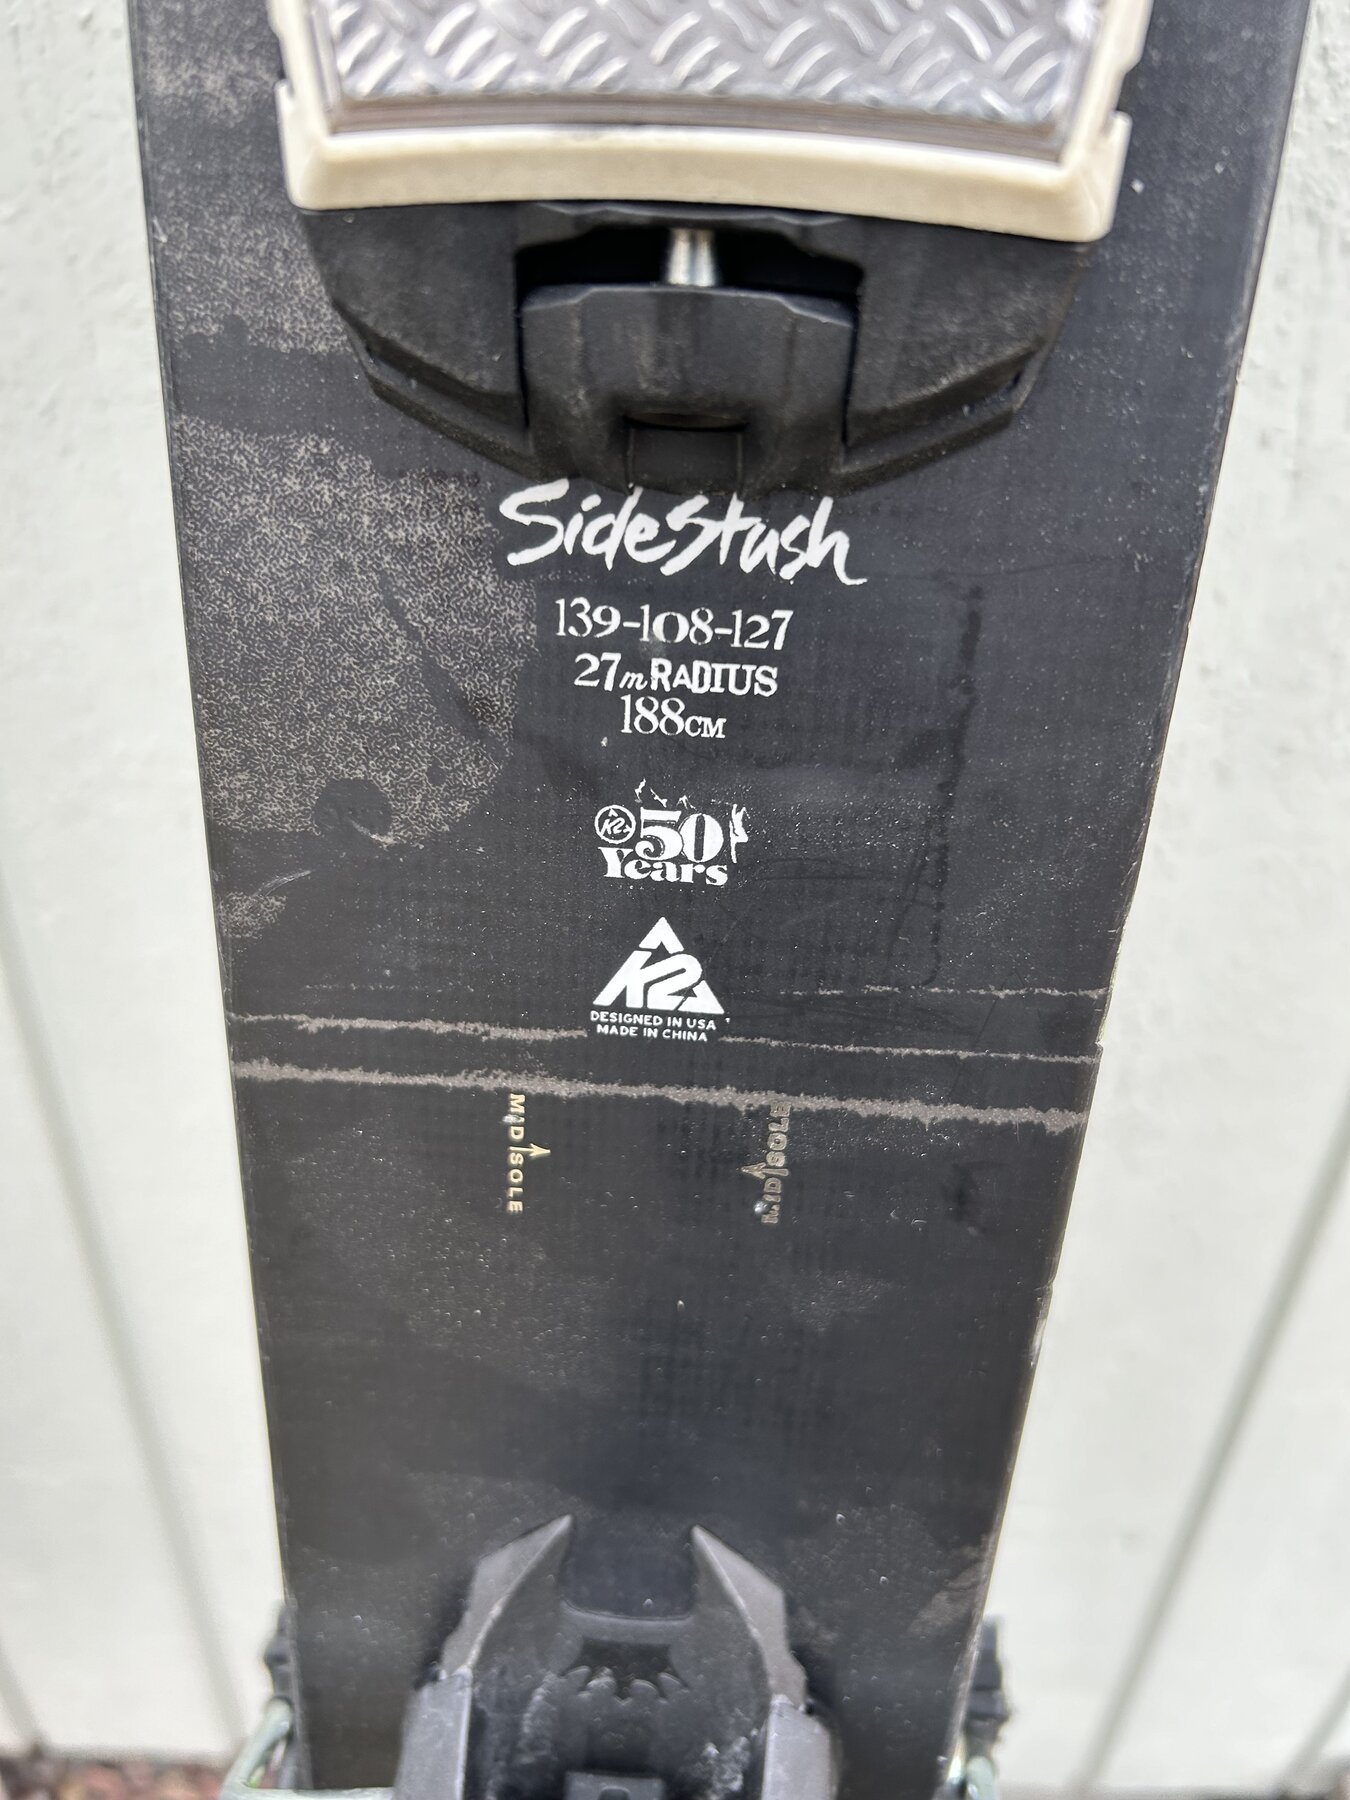 SideStash
139-108-127
27m RADIUS
188CM
K2 50
Years
K2
DESIGNED IN USA
MADE IN CHINA
MID SOLE
MID SOLE